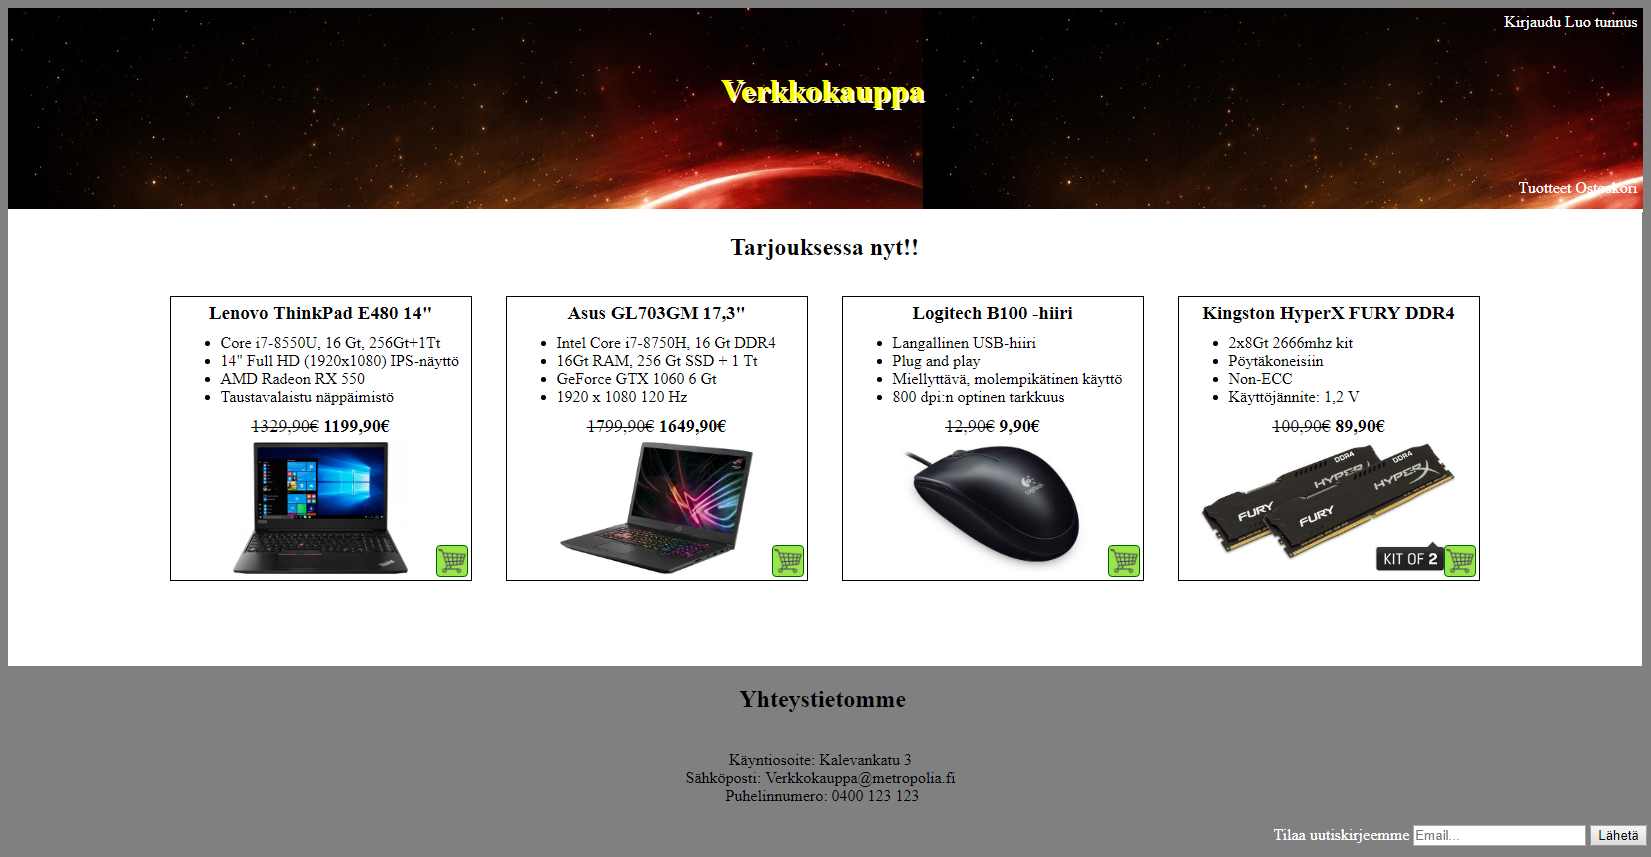 Kirjaudu Luo tunnus
Verkkokauppa
Tuotteet Ostoskori
Tarjouksessa nyt!!
Lenovo ThinkPad E480 14"
Core i7-8550U, 16 Gt, 256Gt+1Tt
14" Full HD (1920x1080) IPS-näyttö
AMD Radeon RX 550
Taustavalaistu näppäimistö
1329,90€ 1199,90€
Asus GL703GM 17,3"
Intel Core i7-8750H, 16 Gt DDR4
16Gt RAM, 256 Gt SSD + 1 Tt
GeForce GTX 1060 6 Gt
1920 x 1080 120 Hz
1799,90€ 1649,90€
Logitech B100 -hiiri
Langallinen USB-hiiri
Plug and play
Miellyttävä, molempikätinen käyttö
800 dpi:n optinen tarkkuus
12,90€ 9,90€
Logitech
Kingston HyperX FURY DDR4
2x8Gt 2666mhz kit
Pöytäkoneisiin
Non-ECC
Käyttöjännite: 1,2 V
100,90€ 89,90€
DDR4
HYPERX
FURY
DDR4
HYPERX
FURY
KIT OF 2
Yhteystietomme
Käyntiosoite: Kalevankatu 3
Sähköposti: Verkkokauppa@metropolia.fi
Puhelinnumero: 0400 123 123
Tilaa uutiskirjeemme Email... Lähetä